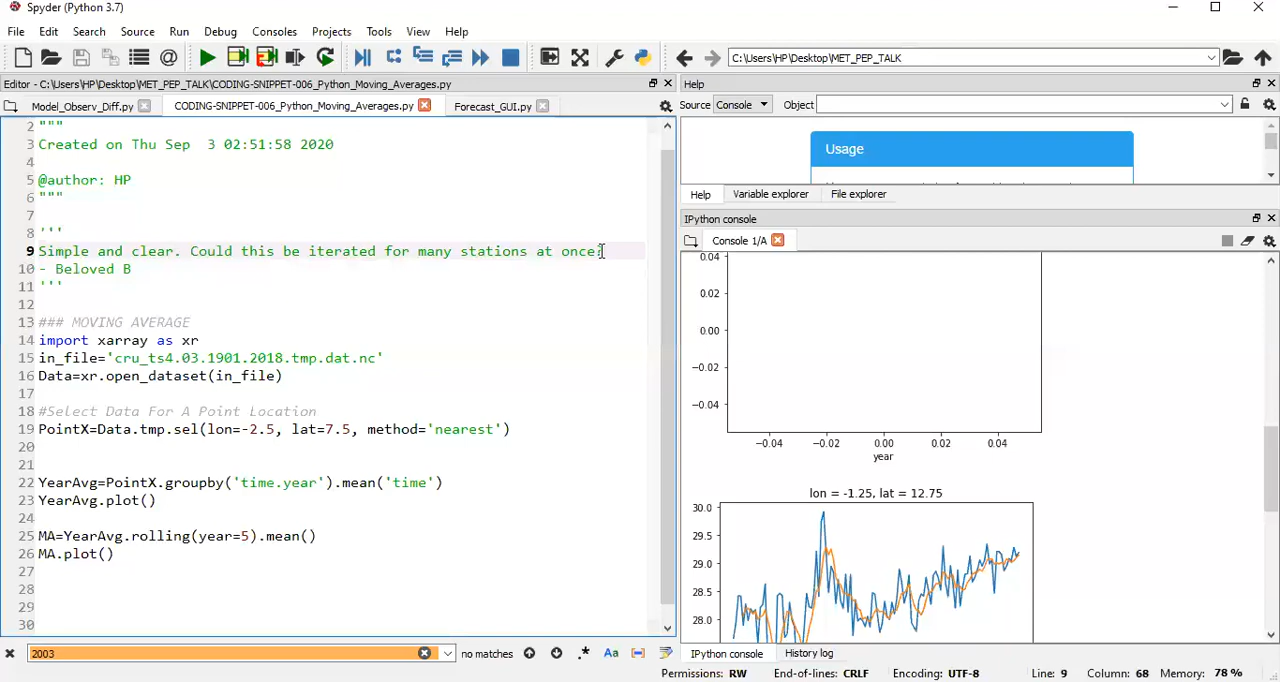 Spyder (Python 3.7)
File Edit Search Source Run Debug Consoles Projects Tools View Help
C:\Users\HP\Desktop\MET_PEP_TALK
Editor - C:\Users\HP\Desktop\MET_PEP_TALK\CODING-SNIPPET-006_Python_Moving_Averages.py
Model_Observ_Diff.py CODING-SNIPPET-006_Python_Moving_Averages.py Forecast_GUI.py
2 """
3 Created on Thu Sep  3 02:51:58 2020
4
5 @author: HP
6 """
7
8 '''
9 Simple and clear. Could this be iterated for many stations at once
10 - Beloved B
11 '''
12
13 ### MOVING AVERAGE
14 import xarray as xr
15 in_file='cru_ts4.03.1901.2018.tmp.dat.nc'
16 Data=xr.open_dataset(in_file)
17
18 #Select Data For A Point Location
19 PointX=Data.tmp.sel(lon=-2.5, lat=7.5, method='nearest')
20
21
22 YearAvg=PointX.groupby('time.year').mean('time')
23 YearAvg.plot()
24
25 MA=YearAvg.rolling(year=5).mean()
26 MA.plot()
27
28
29
30
2003 no matches .* Aa
Help
Source Console Object
Usage
Help Variable explorer File explorer
IPython console
Console 1/A
0.04
0.02
0.00
−0.02
−0.04
−0.04 −0.02 0.00 0.02 0.04
year
lon = -1.25, lat = 12.75
30.0
29.5
29.0
28.5
28.0
IPython console History log
Permissions: RW End-of-lines: CRLF Encoding: UTF-8 Line: 9 Column: 68 Memory: 78 %